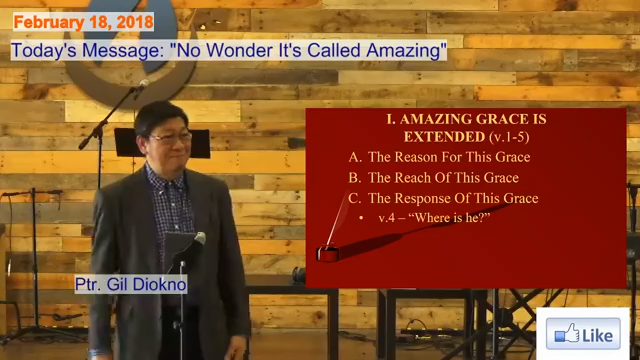 February 18, 2018
Today's Message: "No Wonder It's Called Amazing"
I. AMAZING GRACE IS
EXTENDED (v.1-5)
A. The Reason For This Grace
B. The Reach Of This Grace
C. The Response Of This Grace
• v.4 – “Where is he?”
Ptr. Gil Diokno
Like